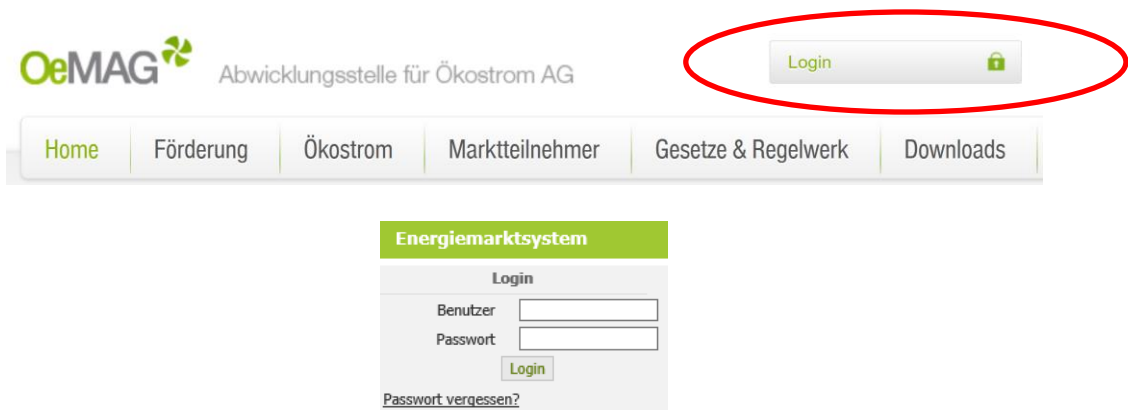 OeMAG Abwicklungsstelle für Ökostrom AG Login
Home Förderung Ökostrom Marktteilnehmer Gesetze & Regelwerk Downloads
Energiemarktsystem
Login
Benutzer
Passwort
Login
Passwort vergessen?